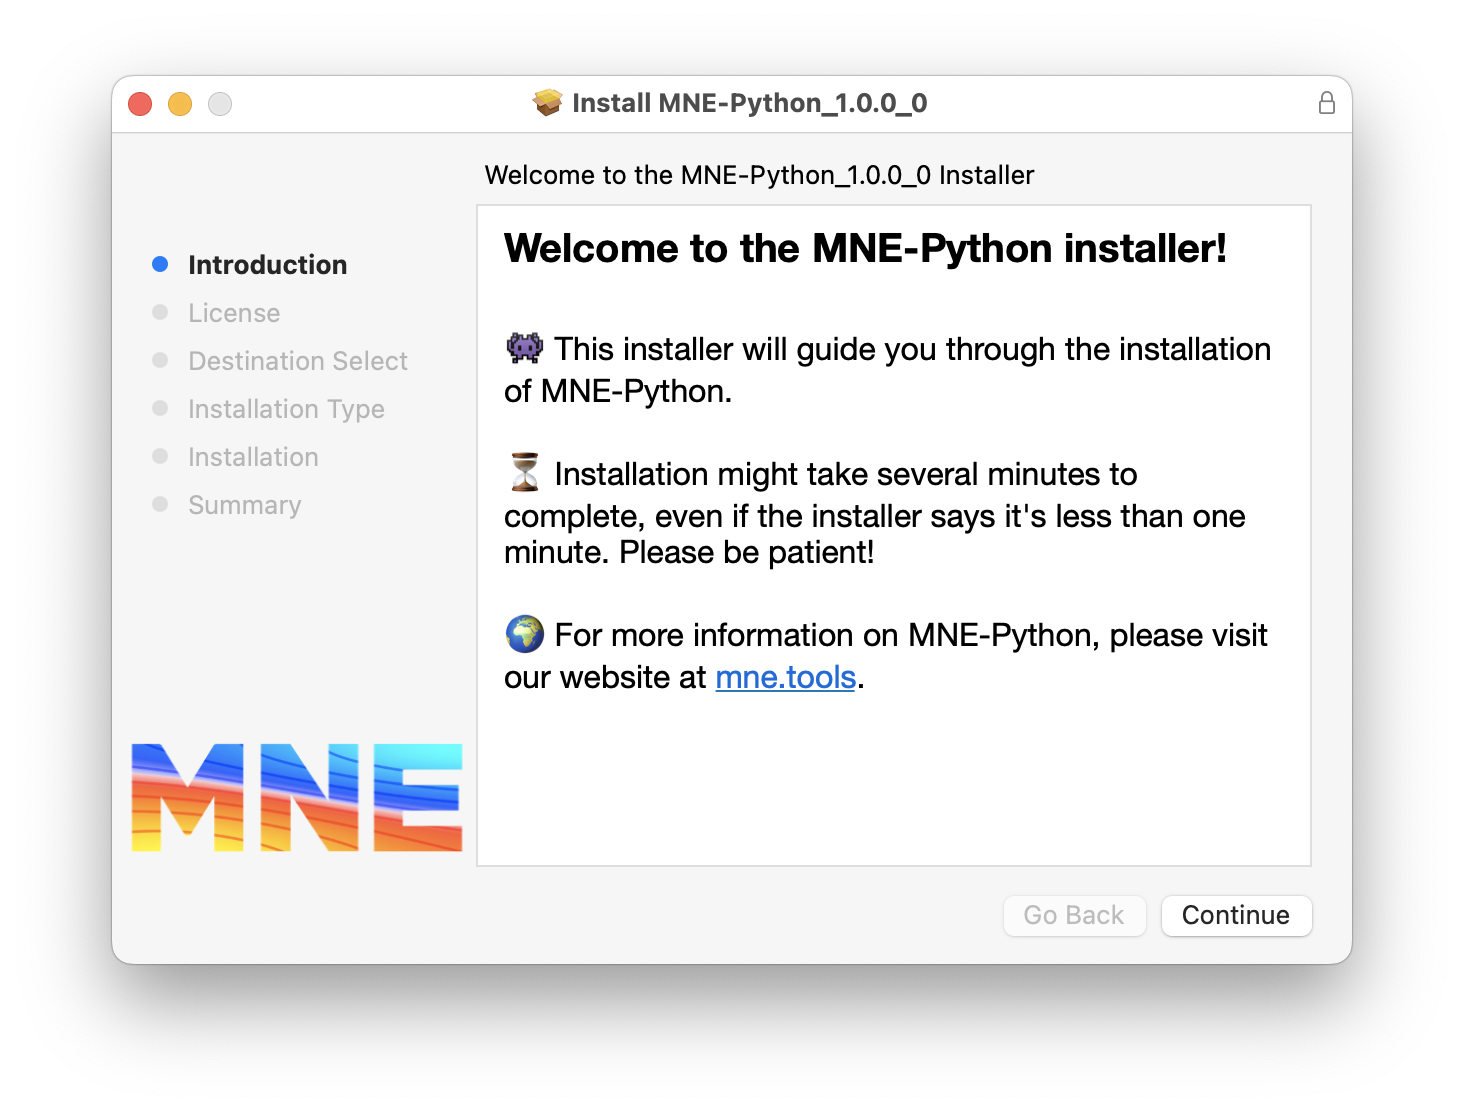 Install MNE-Python_1.0.0_0
Welcome to the MNE-Python_1.0.0_0 Installer
Introduction
License
Destination Select
Installation Type
Installation
Summary
MNE
Welcome to the MNE-Python installer!
This installer will guide you through the installation
of MNE-Python.
Installation might take several minutes to
complete, even if the installer says it's less than one
minute. Please be patient!
For more information on MNE-Python, please visit
our website at mne.tools.
Go Back
Continue